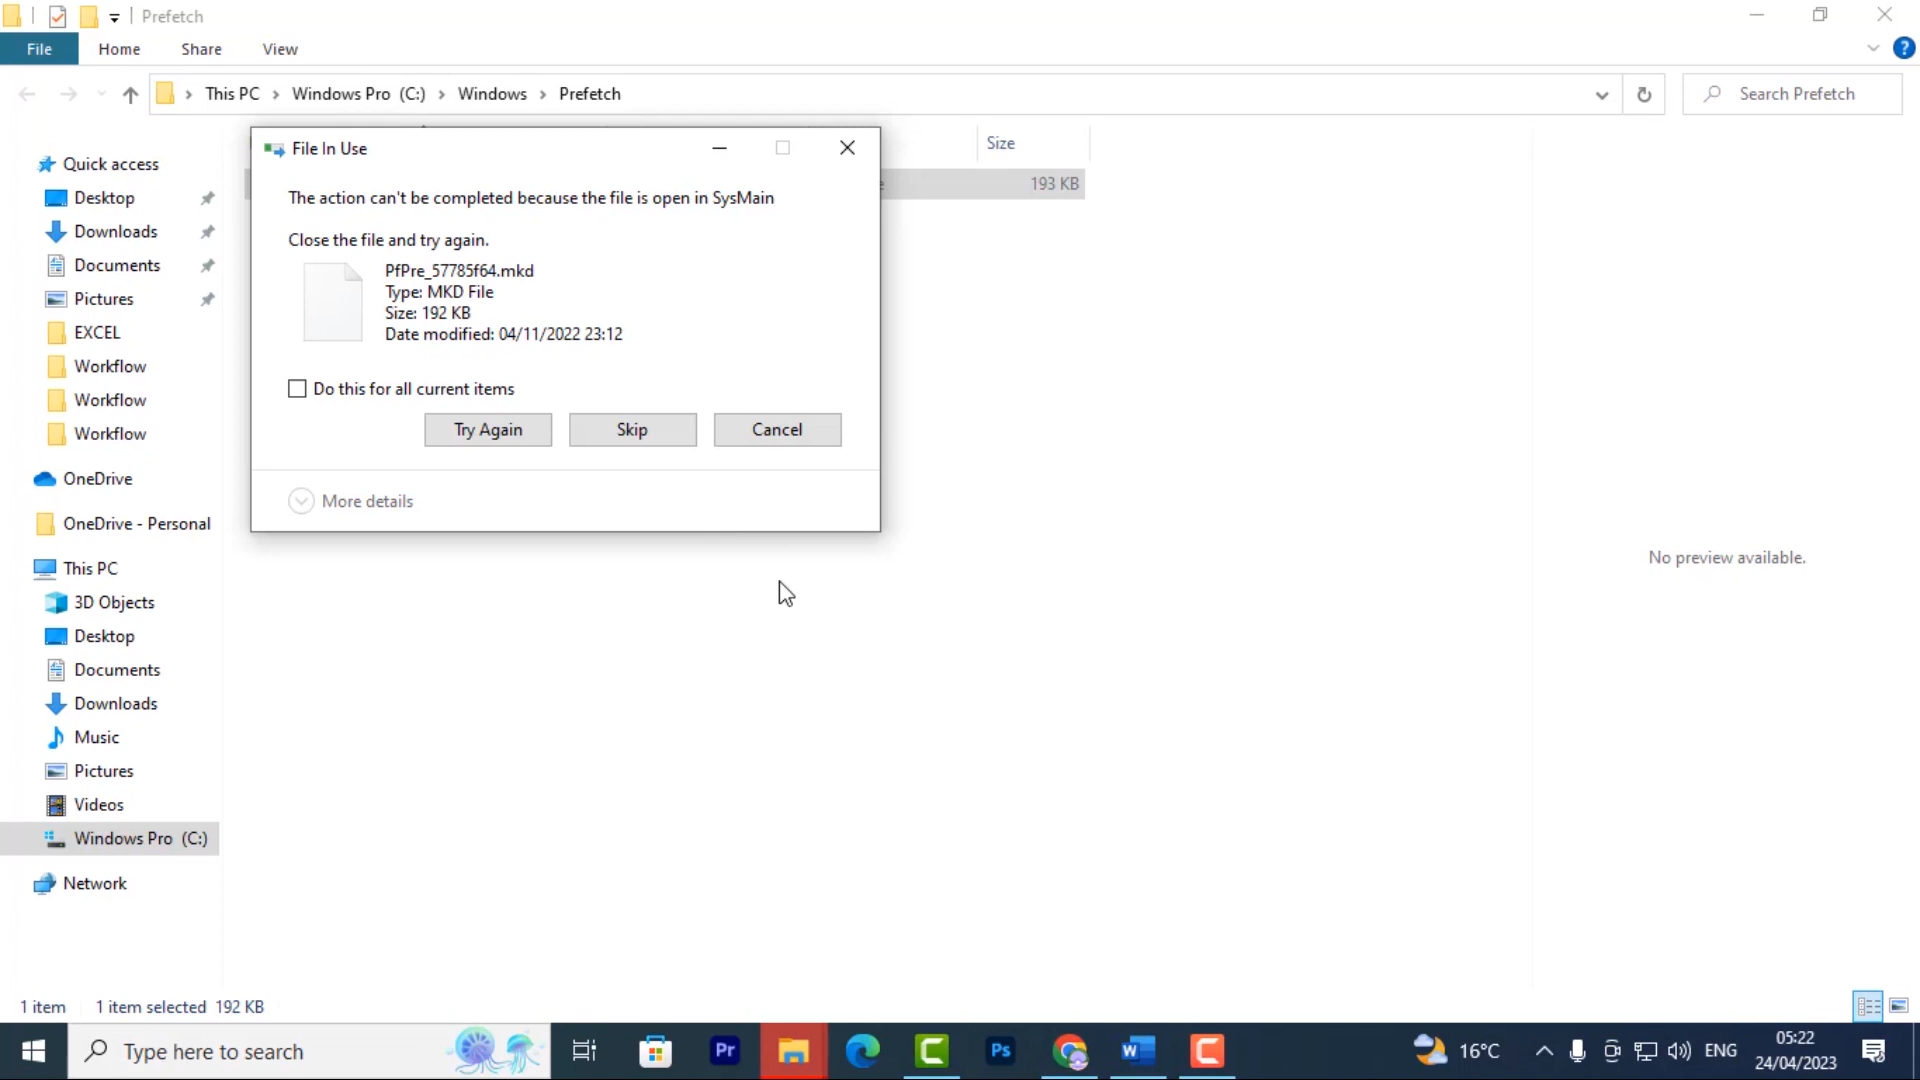 Prefetch
File Home Share View
This PC Windows Pro (C:) Windows Prefetch
Search Prefetch
File In Use
Size
The action can't be completed because the file is open in SysMain
193 KB
Close the file and try again.
PfPre_57785f64.mkd
Type: MKD File
Size: 192 KB
Date modified: 04/11/2022 23:12
Do this for all current items
Try Again Skip Cancel
More details
Quick access
Desktop
Downloads
Documents
Pictures
EXCEL
Workflow
Workflow
Workflow
OneDrive
OneDrive - Personal
This PC
3D Objects
Desktop
Documents
Downloads
Music
Pictures
Videos
Windows Pro (C:)
Network
No preview available.
1 item 1 item selected 192 KB
Type here to search
Pr
Ps
W
16°C
ENG
05:22
24/04/2023